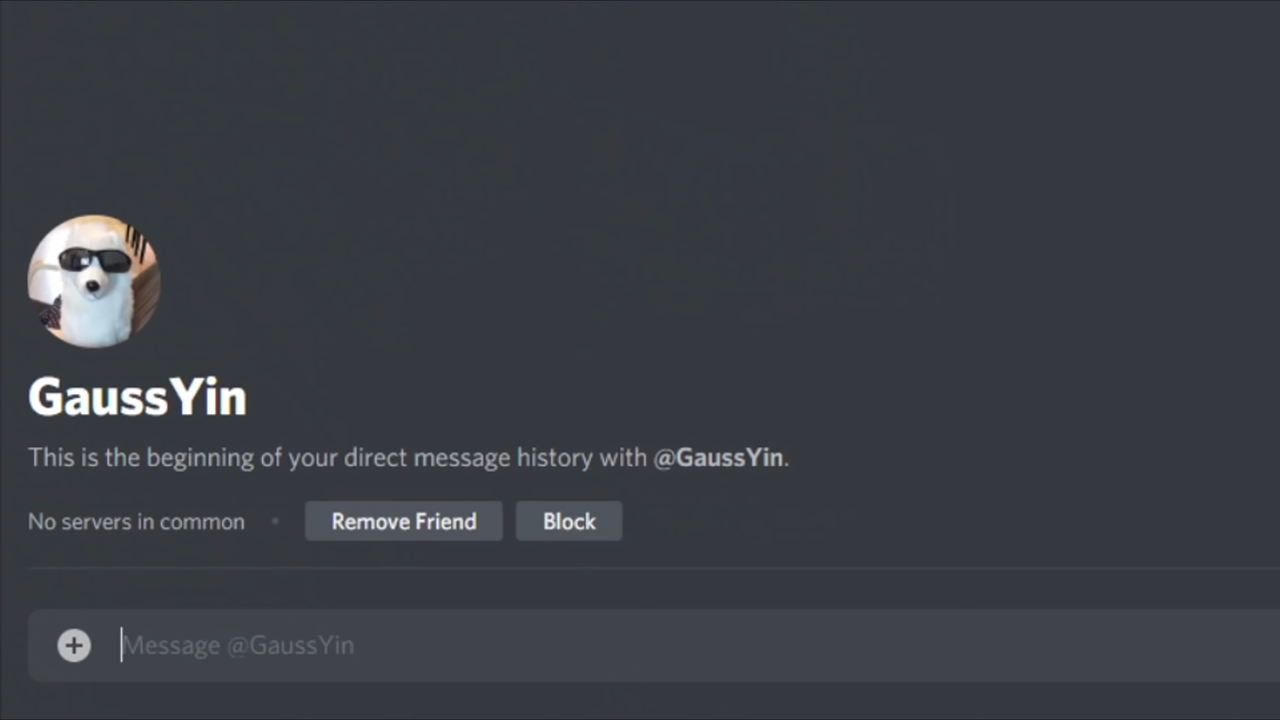 GaussYin
This is the beginning of your direct message history with @GaussYin.
No servers in common • Remove Friend Block
Message @GaussYin